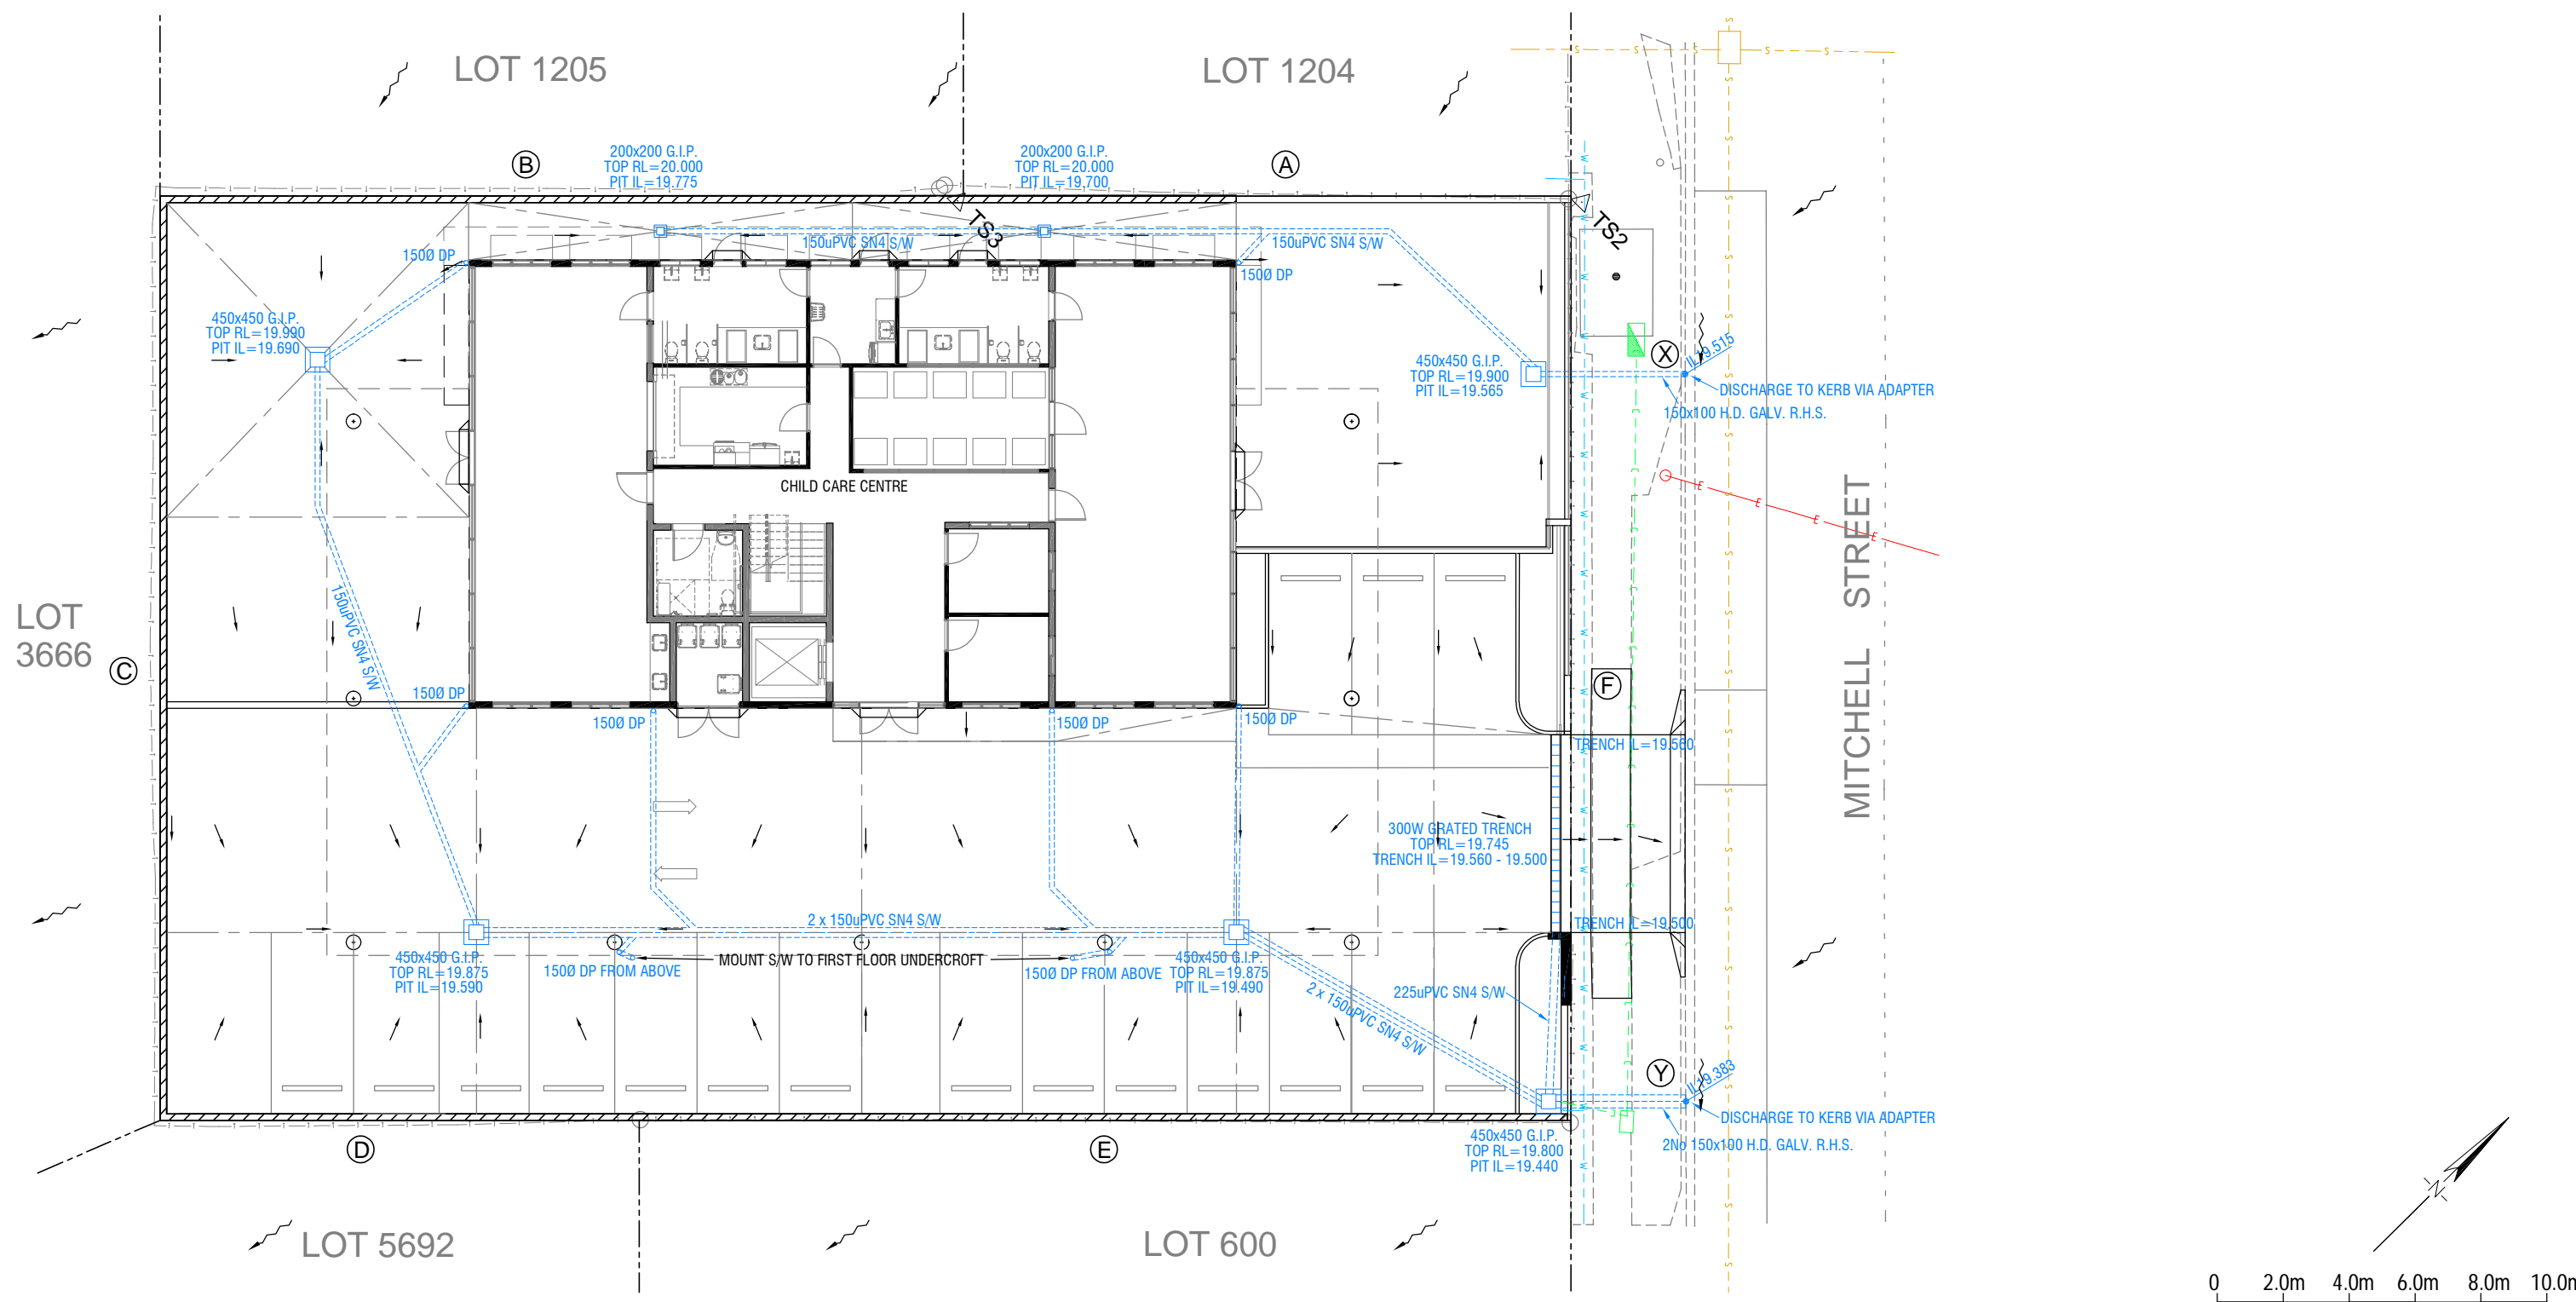 LOT 1205
LOT 1204
B
200x200 G.I.P.
TOP RL=20.000
PIT IL=19.775
200x200 G.I.P.
TOP RL=20.000
PIT IL=19.700
A
TS3
TS2
150uPVC SN4 S/W
150uPVC SN4 S/W
150Ø DP
150Ø DP
450x450 G.I.P.
TOP RL=19.990
PIT IL=19.690
450x450 G.I.P.
TOP RL=19.900
PIT IL=19.565
X
IL 19.515
DISCHARGE TO KERB VIA ADAPTER
150x100 H.D. GALV. R.H.S.
CHILD CARE CENTRE
MITCHELL STREET
LOT
3666
C
150uPVC SN4 S/W
F
150Ø DP
150Ø DP
150Ø DP
150Ø DP
TRENCH IL=19.560
300W GRATED TRENCH
TOP RL=19.745
TRENCH IL=19.560 - 19.500
TRENCH IL=19.500
2 x 150uPVC SN4 S/W
450x450 G.I.P.
TOP RL=19.875
PIT IL=19.590
150Ø DP FROM ABOVE
MOUNT S/W TO FIRST FLOOR UNDERCROFT
150Ø DP FROM ABOVE
450x450 G.I.P.
TOP RL=19.875
PIT IL=19.490
2 x 150uPVC SN4 S/W
225uPVC SN4 S/W
Y
IL 19.383
DISCHARGE TO KERB VIA ADAPTER
2No 150x100 H.D. GALV. R.H.S.
450x450 G.I.P.
TOP RL=19.800
PIT IL=19.440
D
E
LOT 5692
LOT 600
N
0 2.0m 4.0m 6.0m 8.0m 10.0m